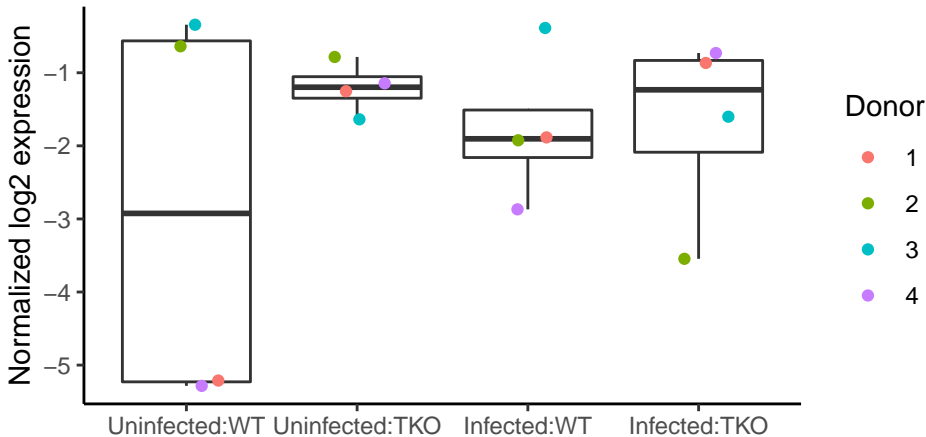 Normalized log2 expression
−1
−2
−3
−4
−5
Uninfected:WT
Uninfected:TKO
Infected:WT
Infected:TKO
Donor
1
2
3
4